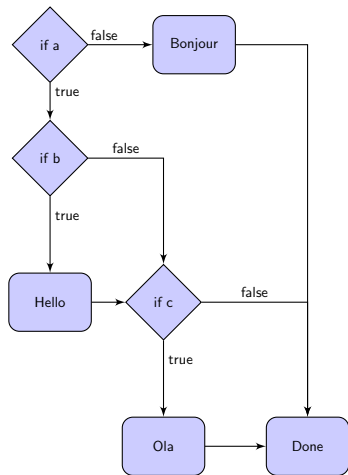 if a
false
Bonjour
true
if b
false
true
Hello
if c
false
true
Ola
Done